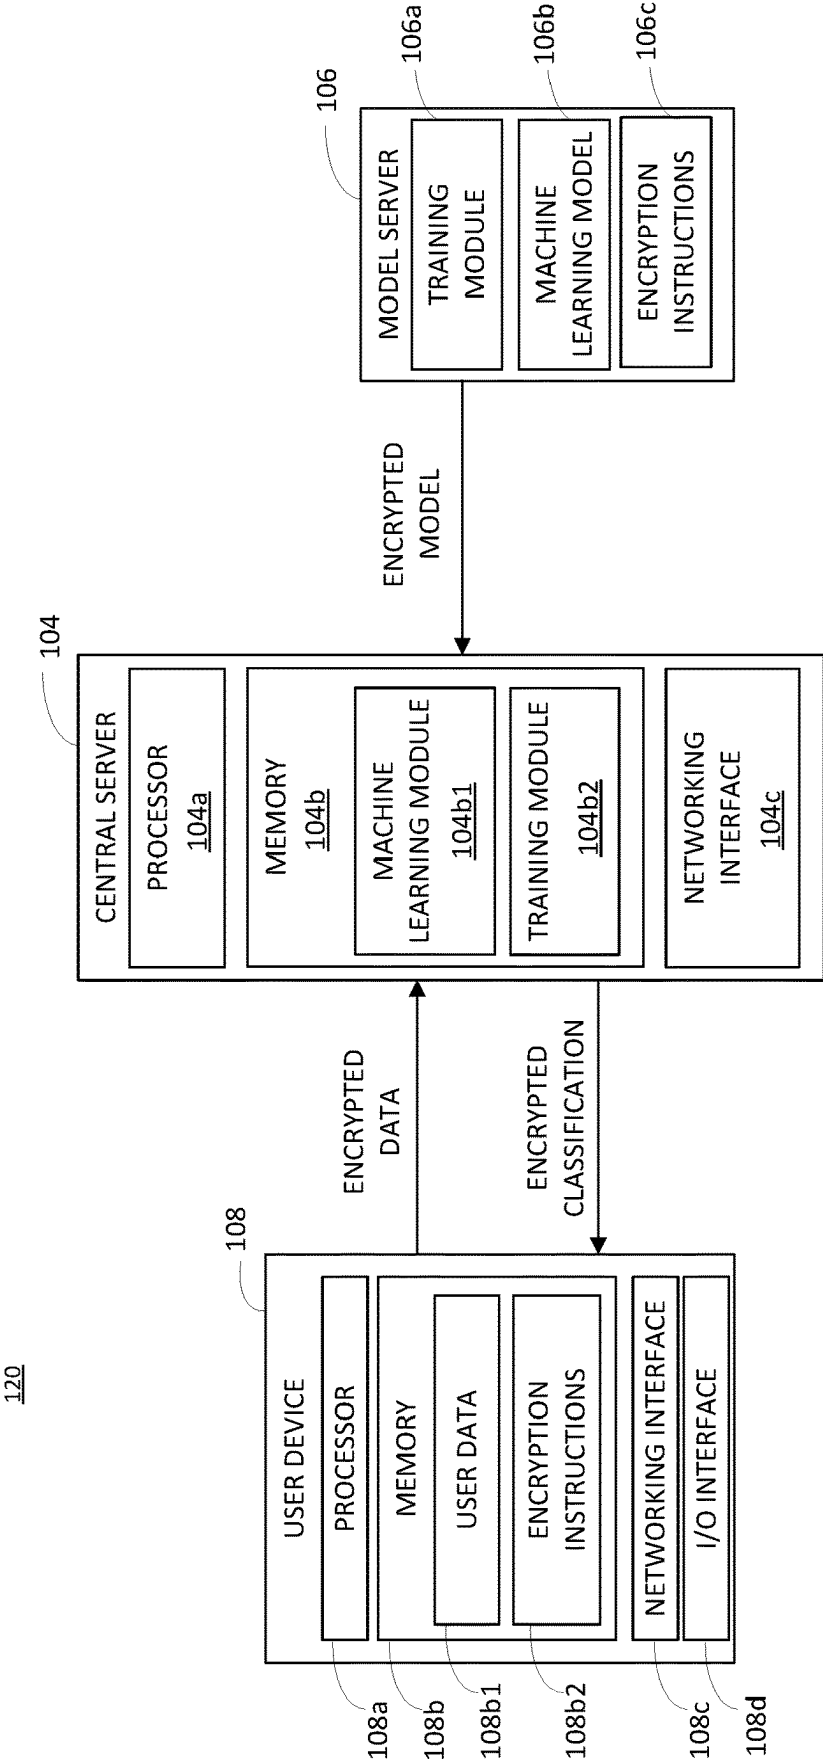 120
USER DEVICE
108
PROCESSOR
108a
MEMORY
108b
USER DATA
108b1
ENCRYPTION
INSTRUCTIONS
108b2
NETWORKING INTERFACE
108c
I/O INTERFACE
108d
ENCRYPTED
DATA
ENCRYPTED
CLASSIFICATION
CENTRAL SERVER
104
PROCESSOR
104a
MEMORY
104b
MACHINE
LEARNING MODULE
104b1
TRAINING MODULE
104b2
NETWORKING
INTERFACE
104c
ENCRYPTED
MODEL
MODEL SERVER
106
TRAINING
MODULE
106a
MACHINE
LEARNING MODEL
106b
ENCRYPTION
INSTRUCTIONS
106c